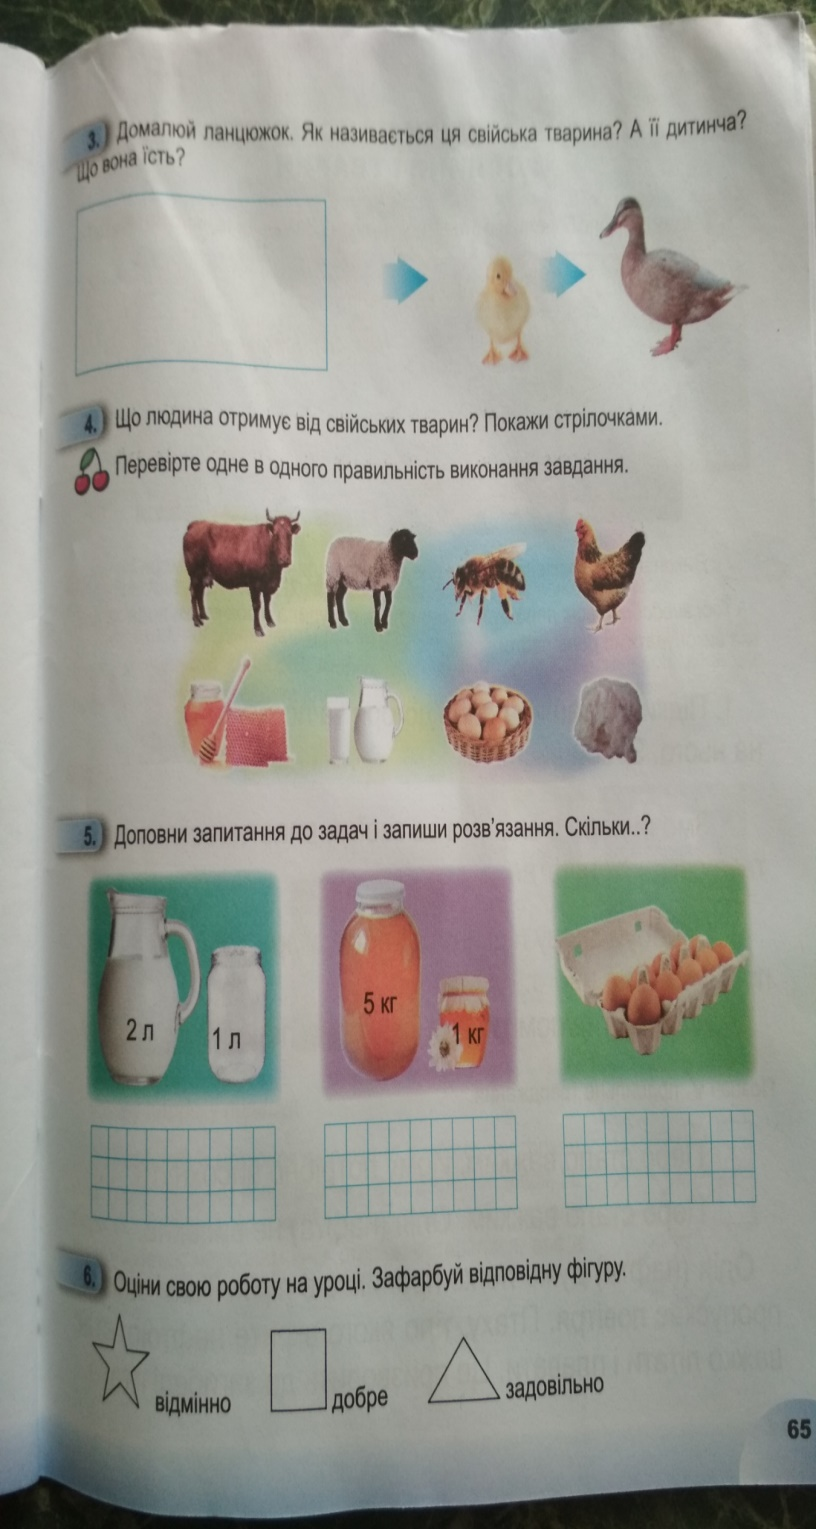 3. Домалюй ланцюжок. Як називається ця свійська тварина? А її дитинча?
Що вона їсть?
4. Що людина отримує від свійських тварин? Покажи стрілочками.
Перевірте одне в одного правильність виконання завдання.
5. Доповни запитання до задач і запиши розв’язання. Скільки..?
2 л
1 л
5 кг
1 кг
6. Оціни свою роботу на уроці. Зафарбуй відповідну фігуру.
відмінно
добре
задовільно
65